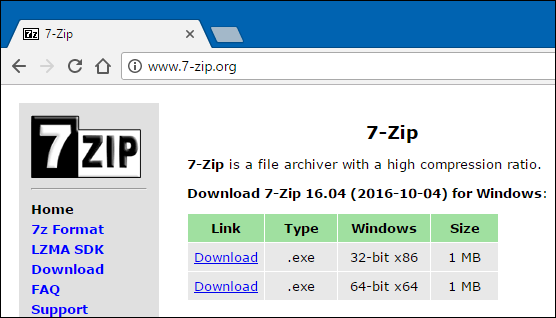 7z 7-Zip
www.7-zip.org
7ZIP
Home
7z Format
LZMA SDK
Download
FAQ
Support
7-Zip
7-Zip is a file archiver with a high compression ratio.
Download 7-Zip 16.04 (2016-10-04) for Windows:
Link Type Windows Size
Download .exe 32-bit x86 1 MB
Download .exe 64-bit x64 1 MB